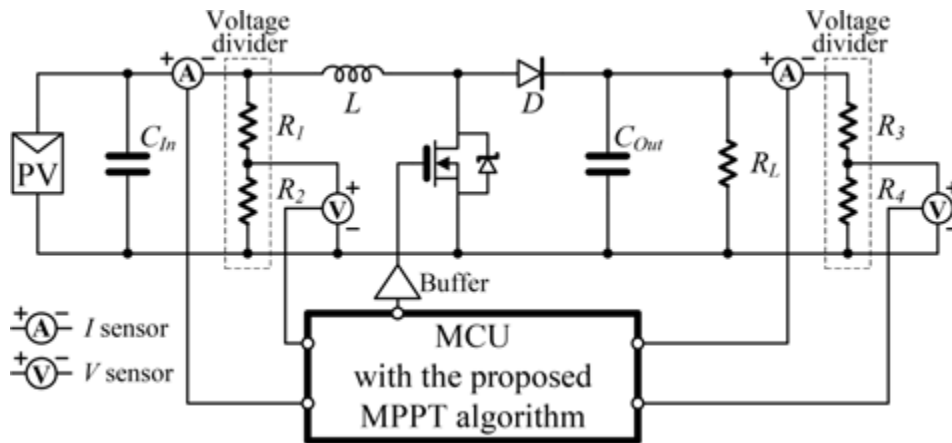 Voltage
divider
Voltage
divider
+ A −
L
D
+ A −
PV
C_In
R_1
R_2
+
V
−
C_Out
R_L
R_3
R_4
+
V
−
Buffer
+ A − I sensor
+ V − V sensor
MCU
with the proposed
MPPT algorithm